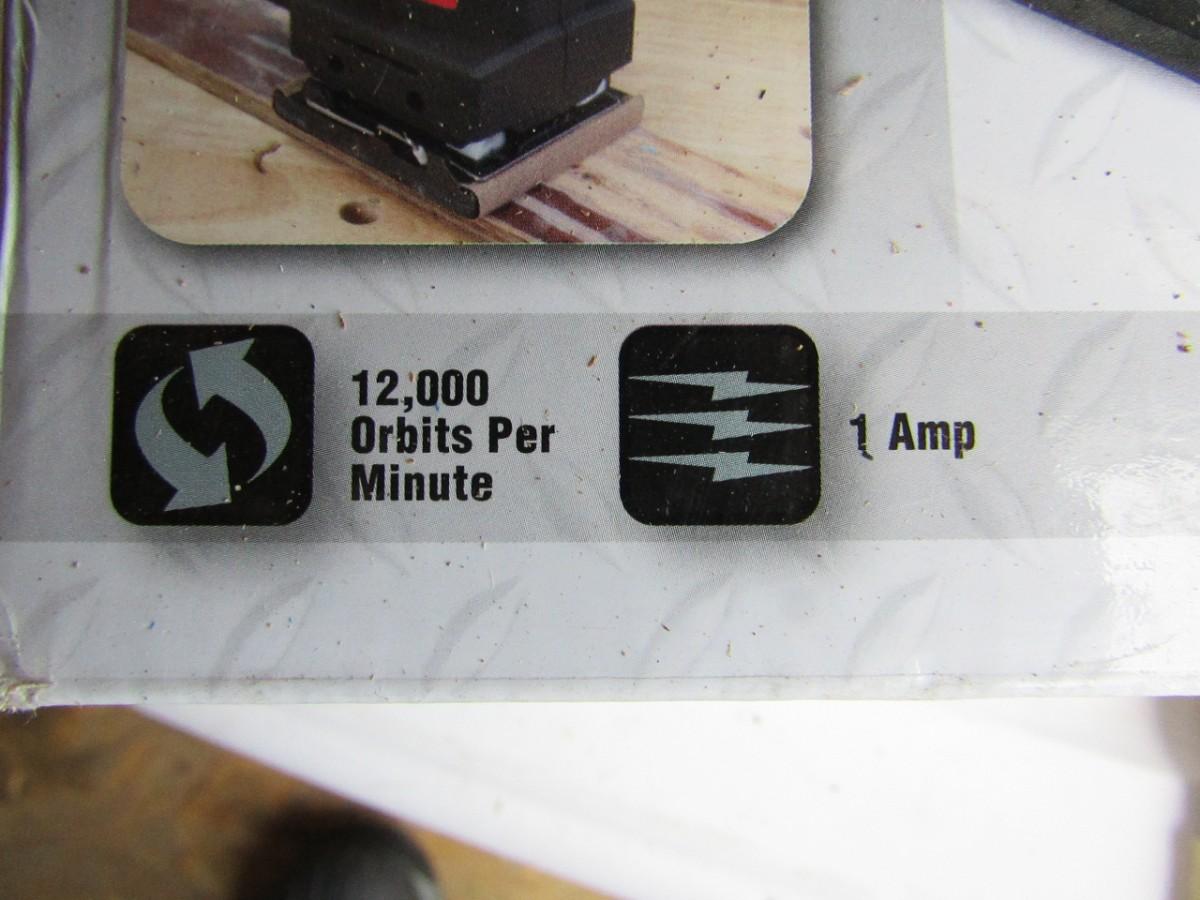 12,000
Orbits Per
Minute
1 Amp